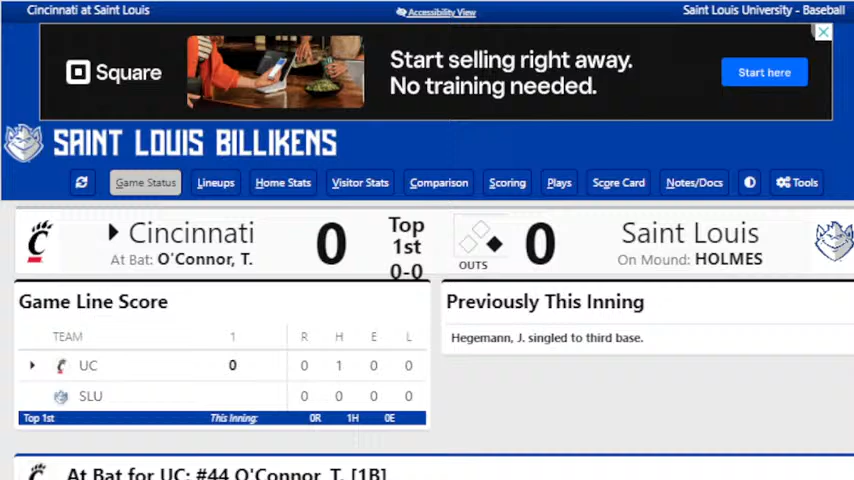 Cincinnati at Saint Louis
Accessibility View
Saint Louis University - Baseball
Square
Start selling right away.
No training needed.
Start here
SAINT LOUIS BILLIKENS
Game Status
Lineups
Home Stats
Visitor Stats
Comparison
Scoring
Plays
Score Card
Notes/Docs
Tools
Cincinnati
At Bat: O'Connor, T.
0
Top
1st
0-0
OUTS
0
Saint Louis
On Mound: HOLMES
Game Line Score
TEAM 1 R H E L
UC 0 0 1 0 0
SLU 0 0 0 0
Top 1st This Inning: 0R 1H 0E
Previously This Inning
Hegemann, J. singled to third base.
At Bat for UC: #44 O'Connor, T. [1B]